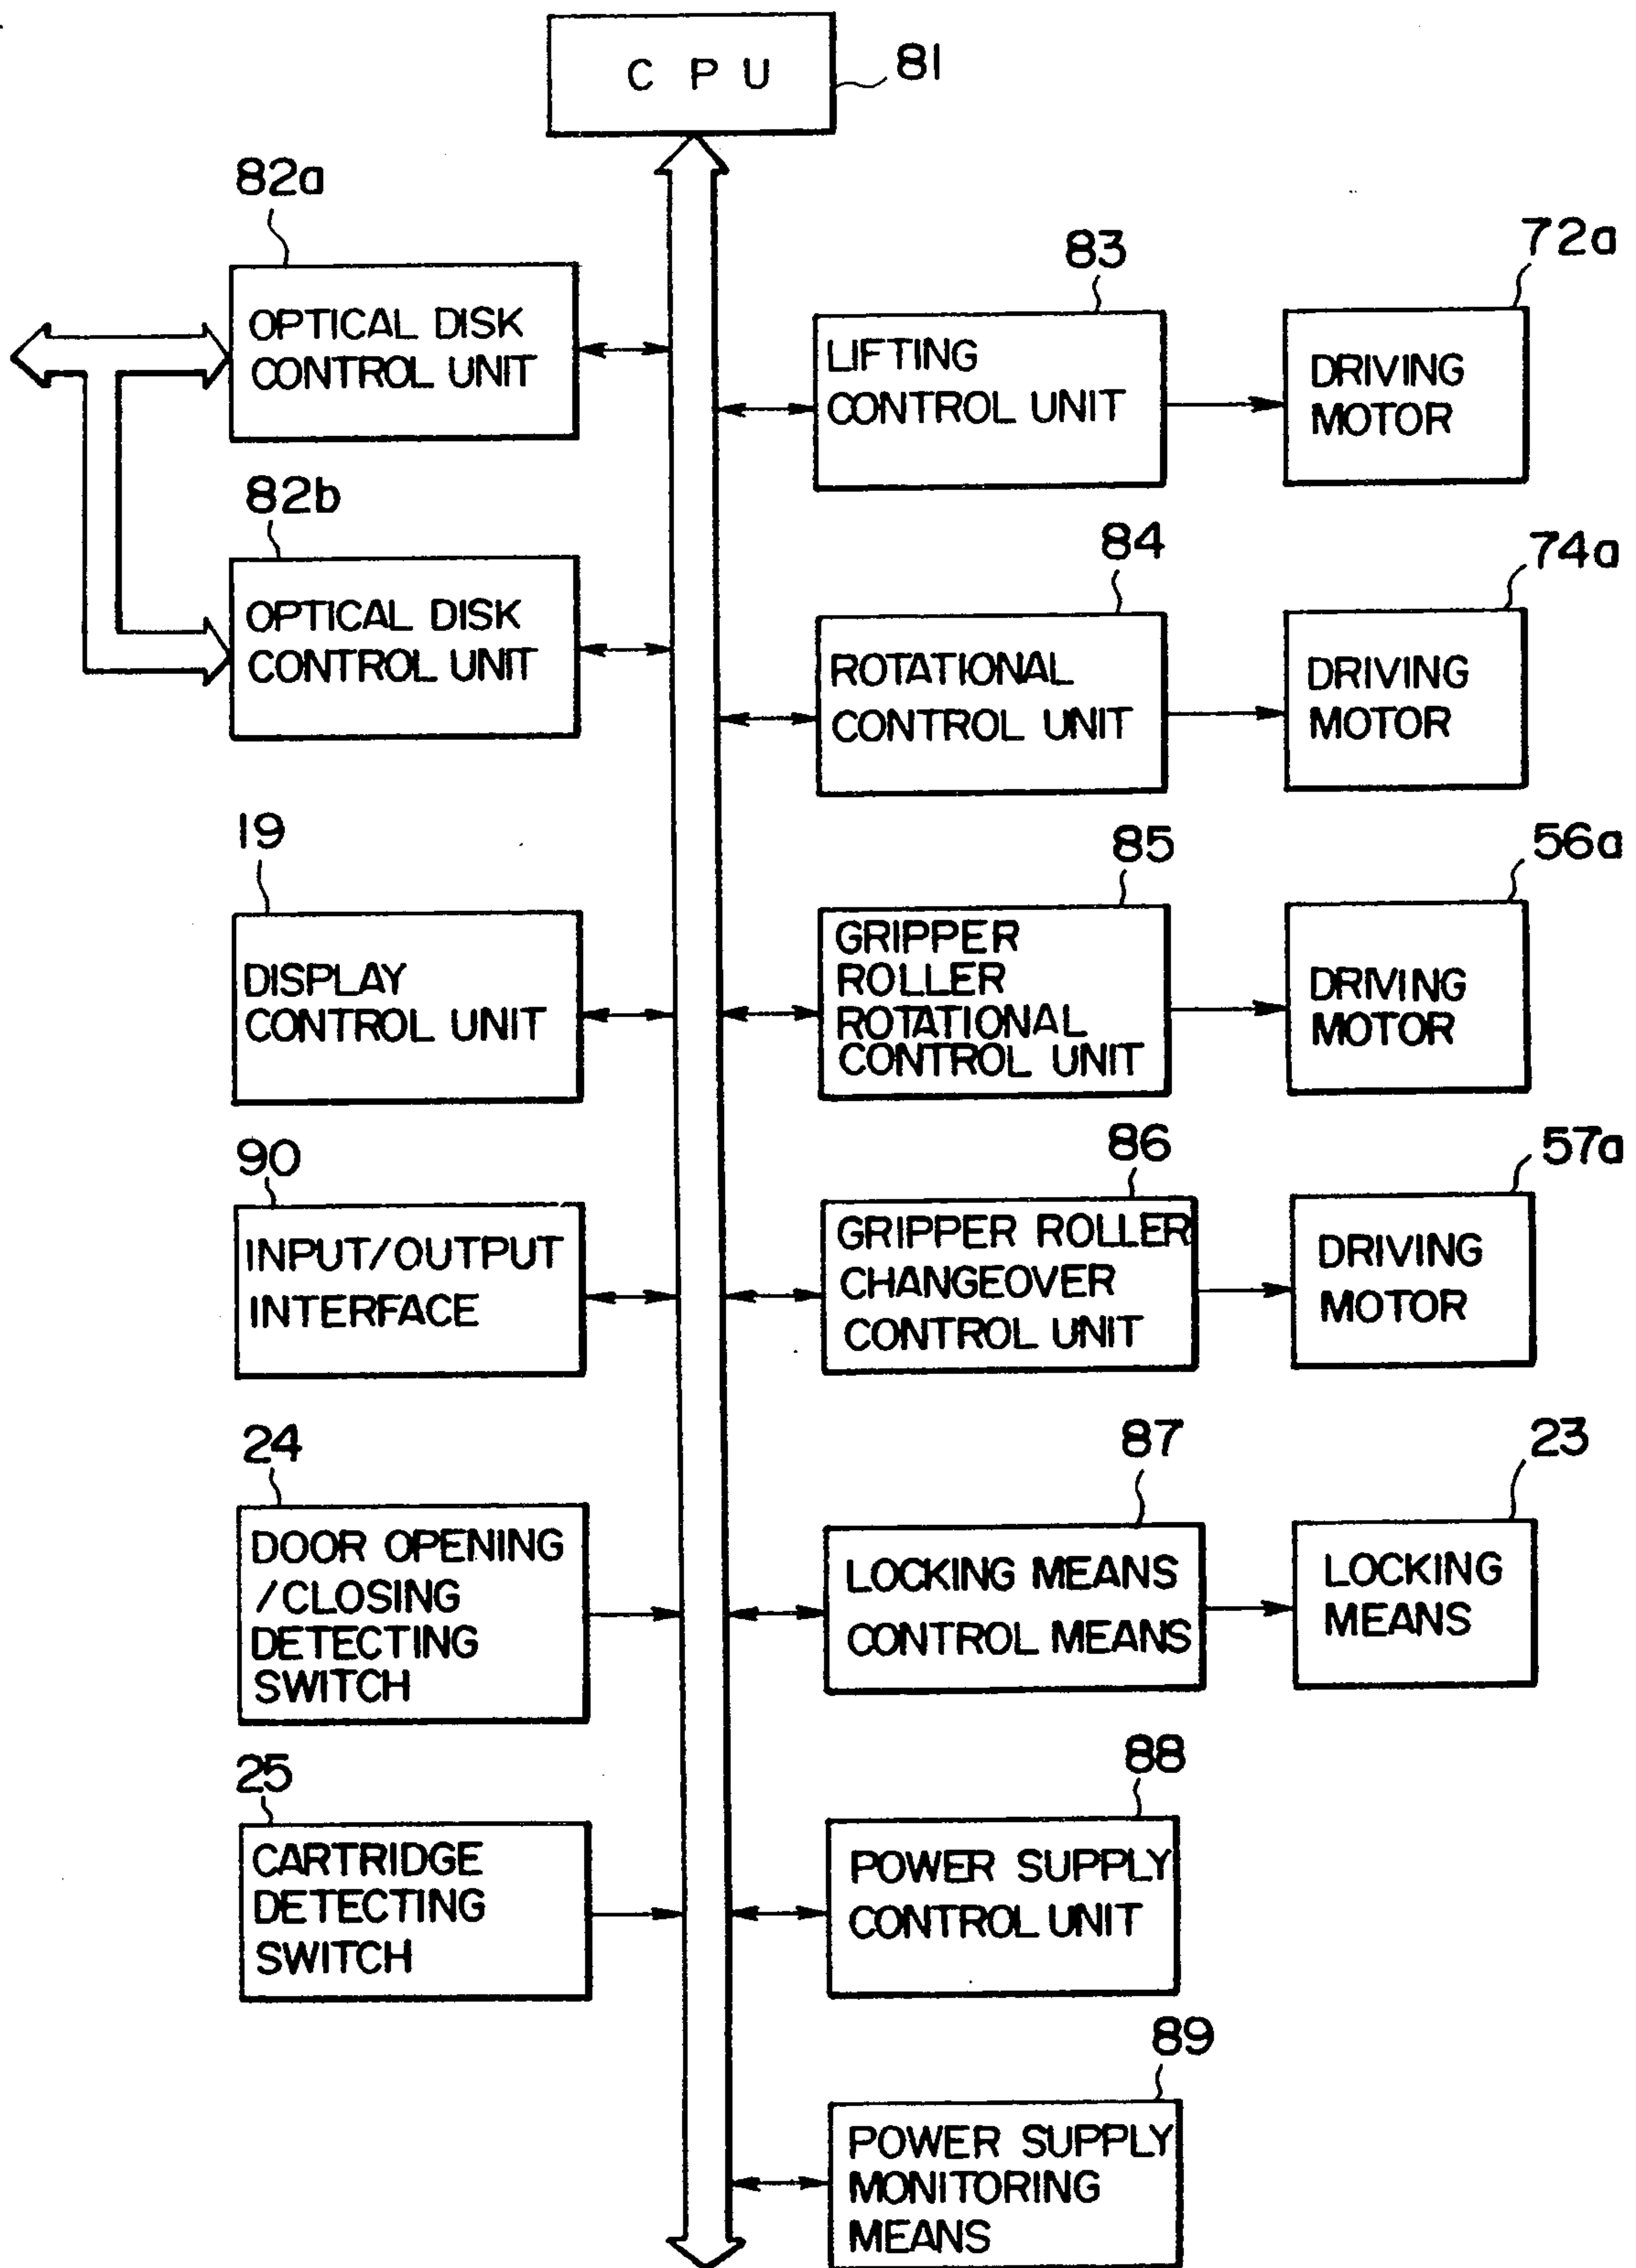 C P U
81
82a
OPTICAL DISK
CONTROL UNIT
82b
OPTICAL DISK
CONTROL UNIT
19
DISPLAY
CONTROL UNIT
90
INPUT/OUTPUT
INTERFACE
24
DOOR OPENING
/CLOSING
DETECTING
SWITCH
25
CARTRIDGE
DETECTING
SWITCH
83
LIFTING
CONTROL UNIT
72a
DRIVING
MOTOR
84
ROTATIONAL
CONTROL UNIT
74a
DRIVING
MOTOR
85
GRIPPER
ROLLER
ROTATIONAL
CONTROL UNIT
56a
DRIVING
MOTOR
86
GRIPPER ROLLER
CHANGEOVER
CONTROL UNIT
57a
DRIVING
MOTOR
87
LOCKING MEANS
CONTROL MEANS
23
LOCKING
MEANS
88
POWER SUPPLY
CONTROL UNIT
89
POWER SUPPLY
MONITORING
MEANS